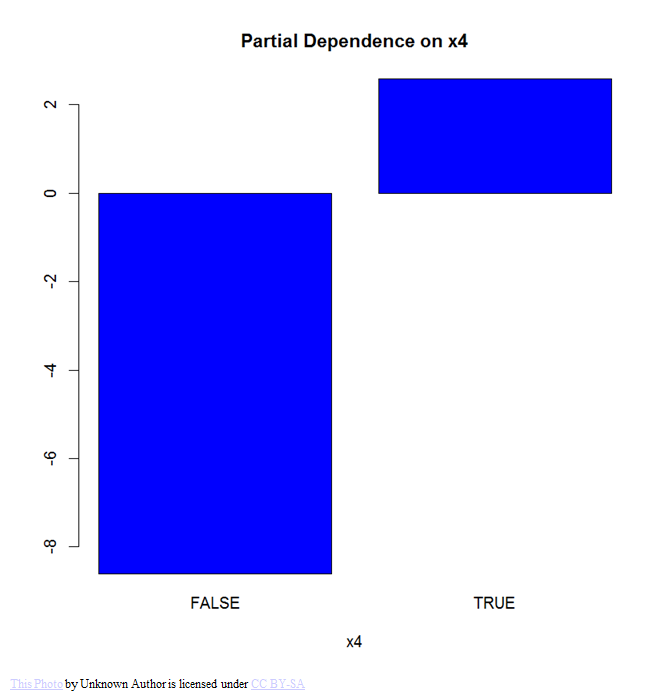 Partial Dependence on x4
2
0
-2
-4
-6
-8
FALSE TRUE
x4
This Photo by Unknown Author is licensed under CC BY-SA